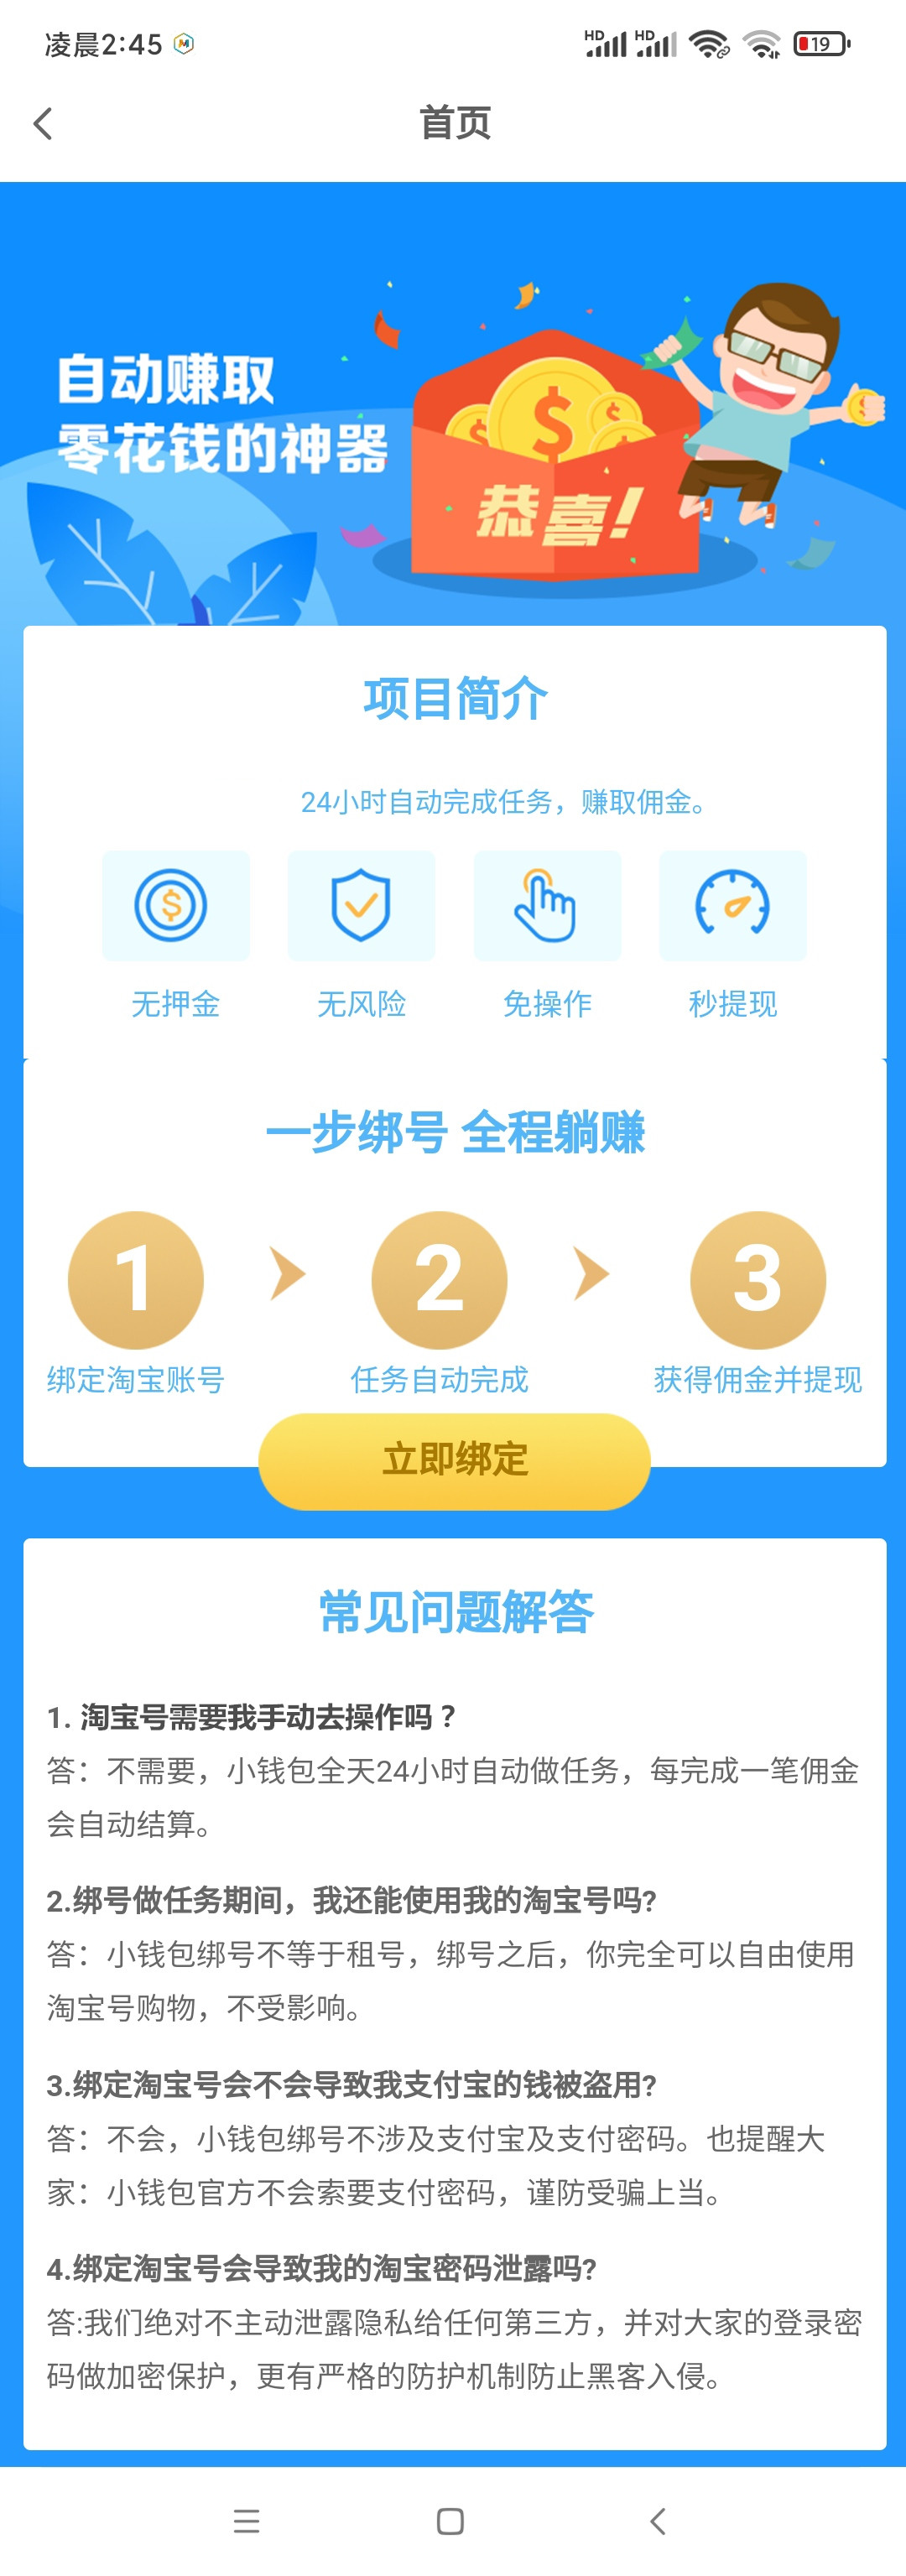 凌晨2:45
HD HD 19
首页
自动赚取
零花钱的神器
恭喜!
项目简介
24小时自动完成任务，赚取佣金。
无押金 无风险 免操作 秒提现
一步绑号 全程躺赚
1 2 3
绑定淘宝账号 任务自动完成 获得佣金并提现
立即绑定
常见问题解答
1. 淘宝号需要我手动去操作吗？
答：不需要，小钱包全天24小时自动做任务，每完成一笔佣金
会自动结算。
2.绑号做任务期间，我还能使用我的淘宝号吗?
答：小钱包绑号不等于租号，绑号之后，你完全可以自由使用
淘宝号购物，不受影响。
3.绑定淘宝号会不会导致我支付宝的钱被盗用?
答：不会，小钱包绑号不涉及支付宝及支付密码。也提醒大
家：小钱包官方不会索要支付密码，谨防受骗上当。
4.绑定淘宝号会导致我的淘宝密码泄露吗?
答:我们绝对不主动泄露隐私给任何第三方，并对大家的登录密
码做加密保护，更有严格的防护机制防止黑客入侵。